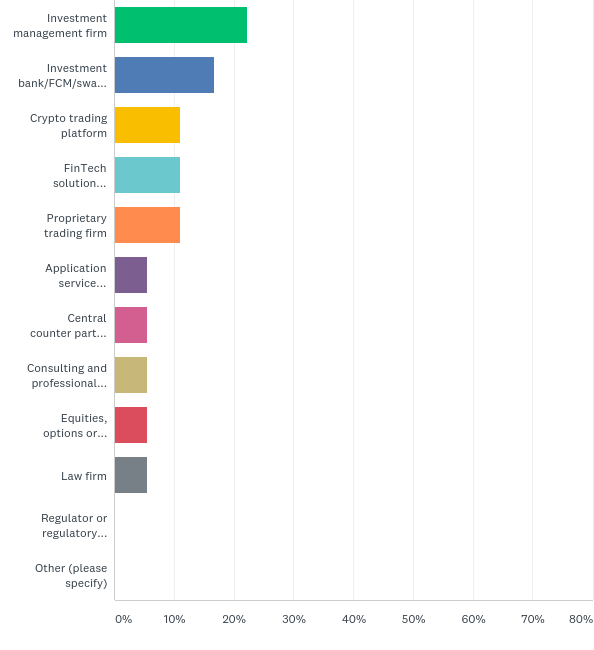 Investment
management firm
Investment
bank/FCM/swa...
Crypto trading
platform
FinTech
solution...
Proprietary
trading firm
Application
service...
Central
counter part...
Consulting and
professional...
Equities,
options or...
Law firm
Regulator or
regulatory...
Other (please
specify)
0% 10% 20% 30% 40% 50% 60% 70% 80%